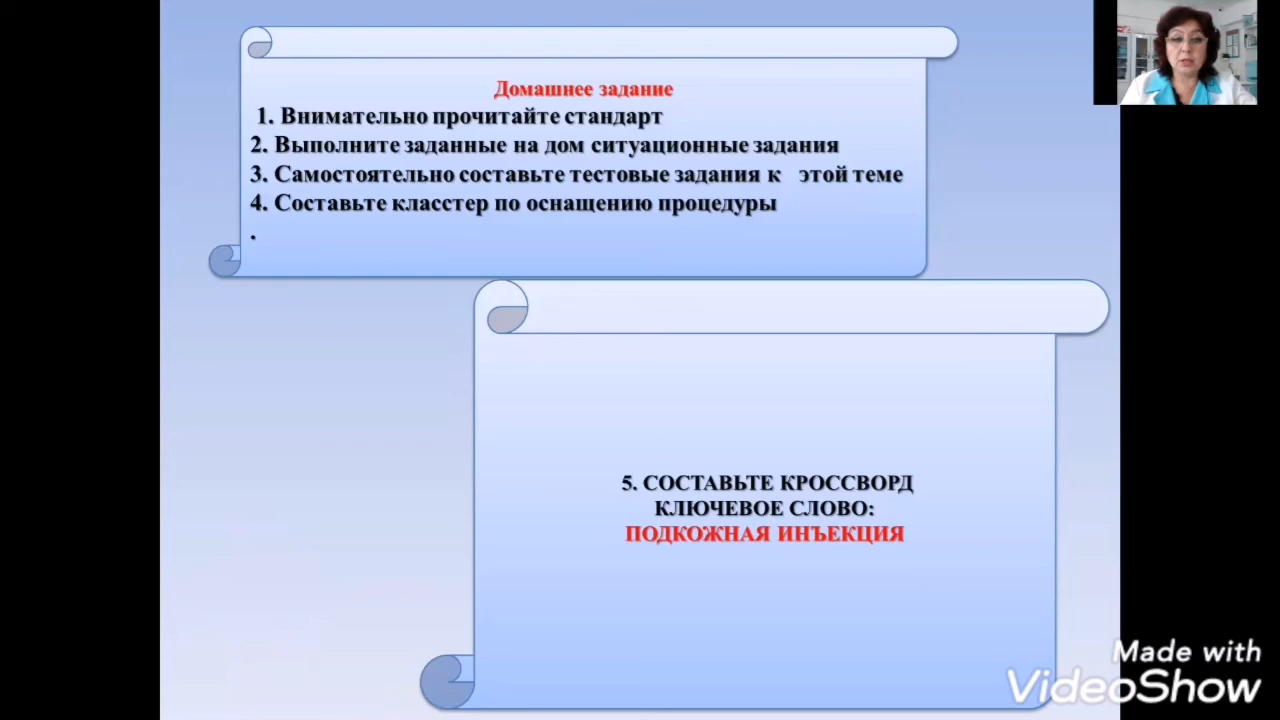 Домашнее задание
1. Внимательно прочитайте стандарт
2. Выполните заданные на дом ситуационные задания
3. Самостоятельно составьте тестовые задания к этой теме
4. Составьте класстер по оснащению процедуры
.
5. СОСТАВЬТЕ КРОССВОРД
КЛЮЧЕВОЕ СЛОВО:
ПОДКОЖНАЯ ИНЪЕКЦИЯ
Made with
VideoShow